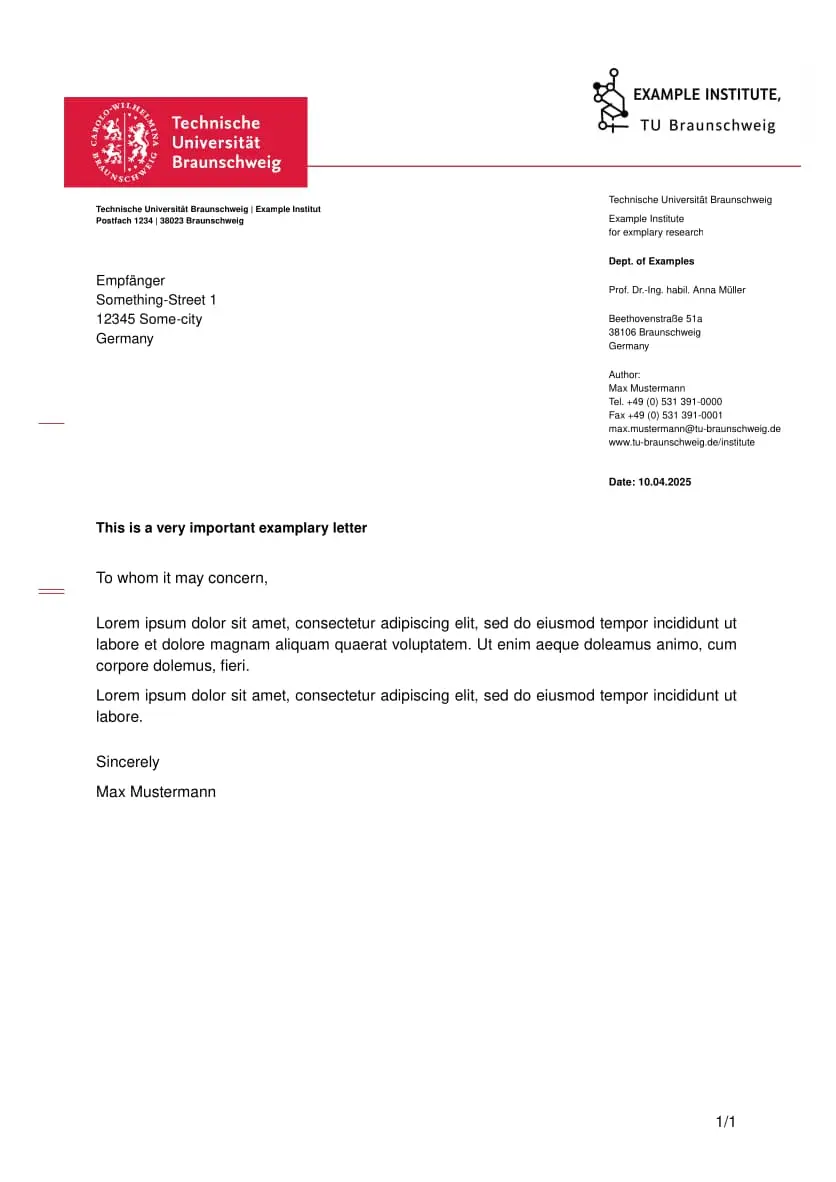 CAROLO-WILHELMINA
BRAUNSCHWEIG
Technische
Universität
Braunschweig
EXAMPLE INSTITUTE,
TU Braunschweig
Technische Universität Braunschweig | Example Institut
Postfach 1234 | 38023 Braunschweig
Empfänger
Something-Street 1
12345 Some-city
Germany
Technische Universität Braunschweig
Example Institute
for exmplary research
Dept. of Examples
Prof. Dr.-Ing. habil. Anna Müller
Beethovenstraße 51a
38106 Braunschweig
Germany
Author:
Max Mustermann
Tel. +49 (0) 531 391-0000
Fax +49 (0) 531 391-0001
max.mustermann@tu-braunschweig.de
www.tu-braunschweig.de/institute
Date: 10.04.2025
This is a very important examplary letter
To whom it may concern,
Lorem ipsum dolor sit amet, consectetur adipiscing elit, sed do eiusmod tempor incididunt ut
labore et dolore magnam aliquam quaerat voluptatem. Ut enim aeque doleamus animo, cum
corpore dolemus, fieri.
Lorem ipsum dolor sit amet, consectetur adipiscing elit, sed do eiusmod tempor incididunt ut
labore.
Sincerely
Max Mustermann
1/1